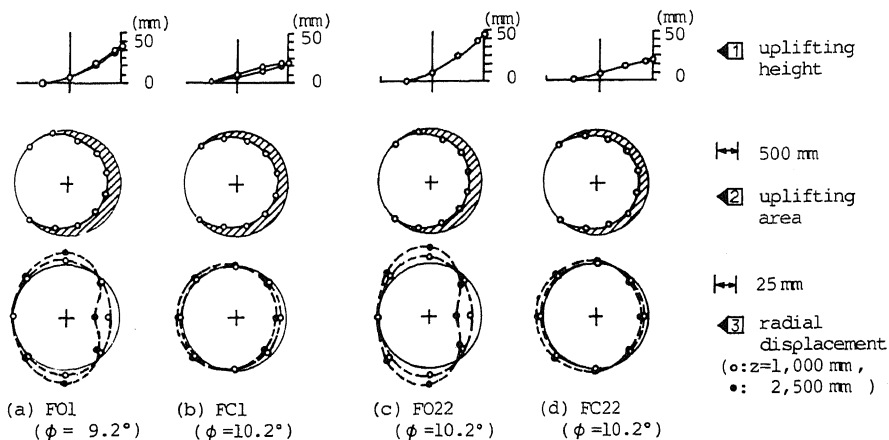 (mm) (mm) (mm) (mm)
50 50 50 50
0 0 0 0
1 uplifting
height
500 mm
2 uplifting
area
25 mm
3 radial
displacement
(o:z=1,000 mm,
•: 2,500 mm )
(a) FO1 (b) FC1 (c) FO22 (d) FC22
(ϕ= 9.2°) (ϕ=10.2°) (ϕ=10.2°) (ϕ=10.2°)